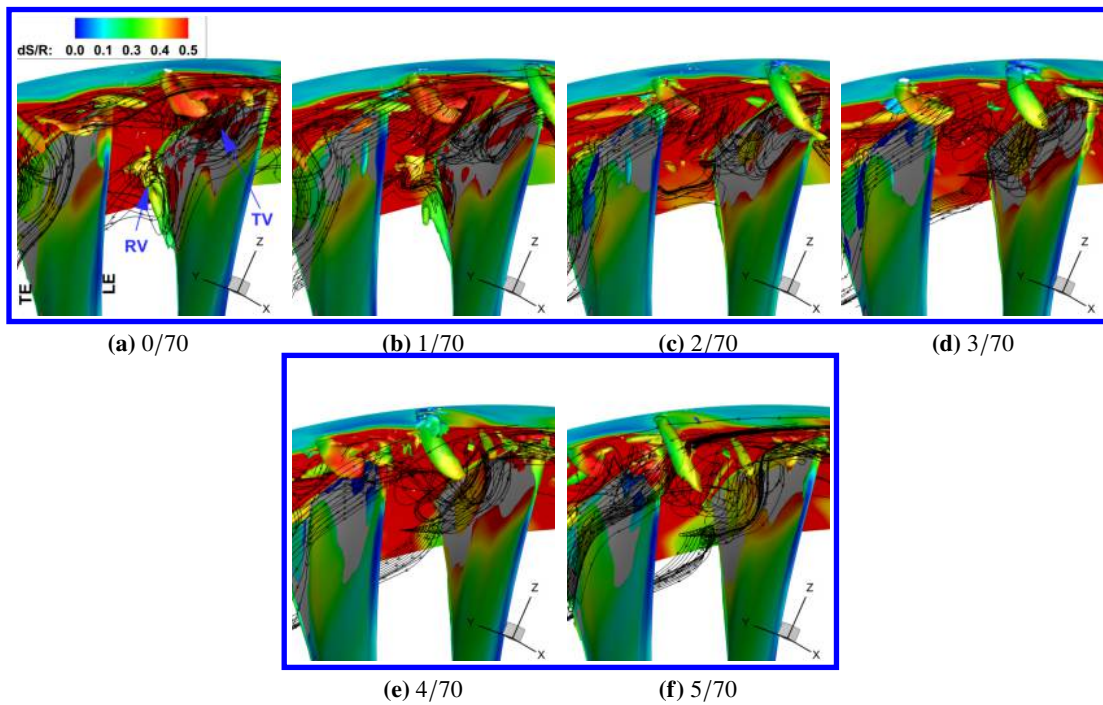 dS/R: 0.0 0.1 0.3 0.4 0.5
RV
TV
TE
LE
Z
Y
X
Z
Y
X
Z
Y
X
Z
Y
X
(a) 0/70
(b) 1/70
(c) 2/70
(d) 3/70
Z
Y
X
Z
Y
X
(e) 4/70
(f) 5/70